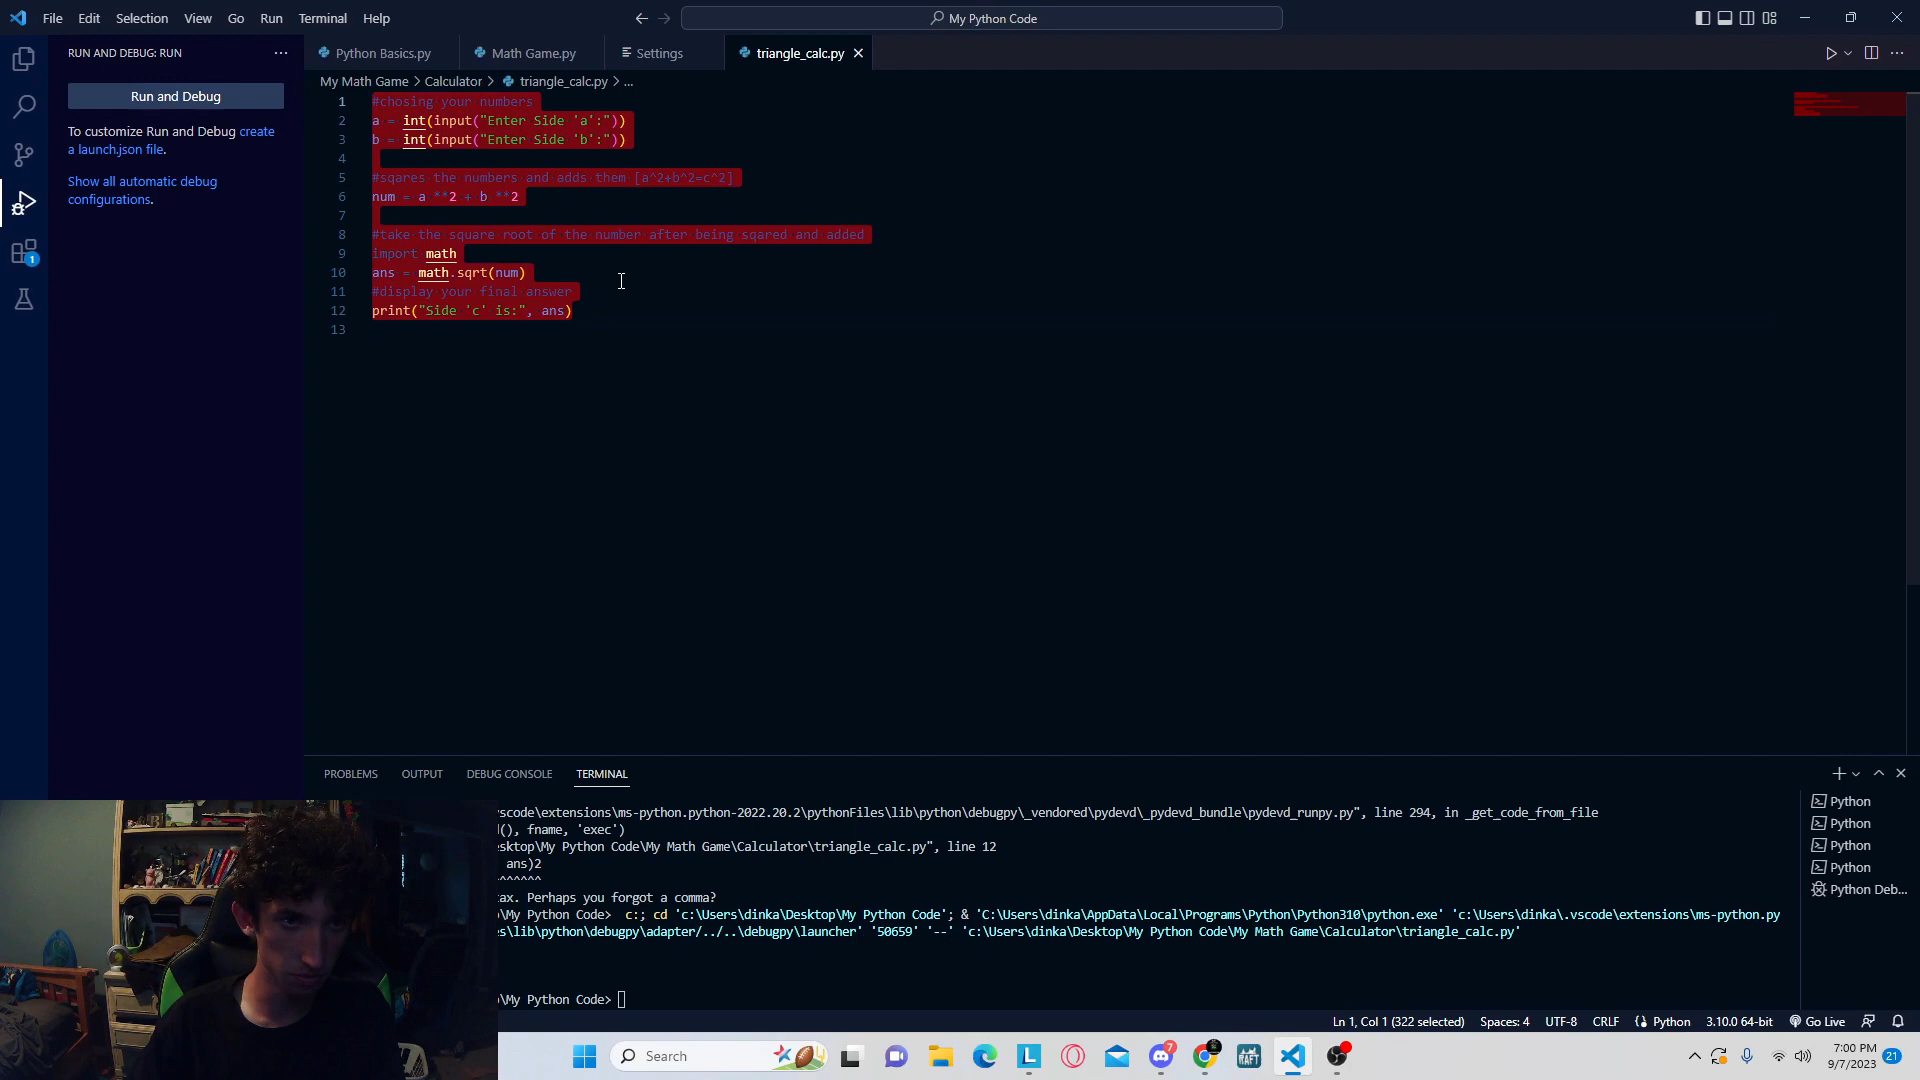 File Edit Selection View Go Run Terminal Help
My Python Code
RUN AND DEBUG: RUN
Run and Debug
To customize Run and Debug create
a launch.json file.
Show all automatic debug
configurations.
1
Python Basics.py
Math Game.py
Settings
triangle_calc.py
My Math Game > Calculator > triangle_calc.py > ...
1 #chosing your numbers
2 a = int(input("Enter Side 'a':"))
3 b = int(input("Enter Side 'b':"))
4
5 #sqares the numbers and adds them [a^2+b^2=c^2]
6 num = a **2 + b **2
7
8 #take the square root of the number after being sqared and added
9 import math
10 ans = math.sqrt(num)
11 #display your final answer
12 print("Side 'c' is:", ans)
13
PROBLEMS OUTPUT DEBUG CONSOLE TERMINAL
vscode\extensions\ms-python.python-2022.20.2\pythonFiles\lib\python\debugpy\_vendored\pydevd\_pydevd_bundle\pydevd_runpy.py", line 294, in _get_code_from_file
(), fname, 'exec')
esktop\My Python Code\My Math Game\Calculator\triangle_calc.py", line 12
ans)2
^^^^^^^
tax. Perhaps you forgot a comma?
\My Python Code> c:; cd 'c:\Users\dinka\Desktop\My Python Code'; & 'C:\Users\dinka\AppData\Local\Programs\Python\Python310\python.exe' 'c:\Users\dinka\.vscode\extensions\ms-python.py
es\lib\python\debugpy\adapter/../..\debugpy\launcher' '50659' '--' 'c:\Users\dinka\Desktop\My Python Code\My Math Game\Calculator\triangle_calc.py'
\My Python Code>
Python
Python
Python
Python
Python Deb...
Ln 1, Col 1 (322 selected) Spaces: 4 UTF-8 CRLF Python 3.10.0 64-bit Go Live
Search
L
7
RAFT
7:00 PM
9/7/2023
21